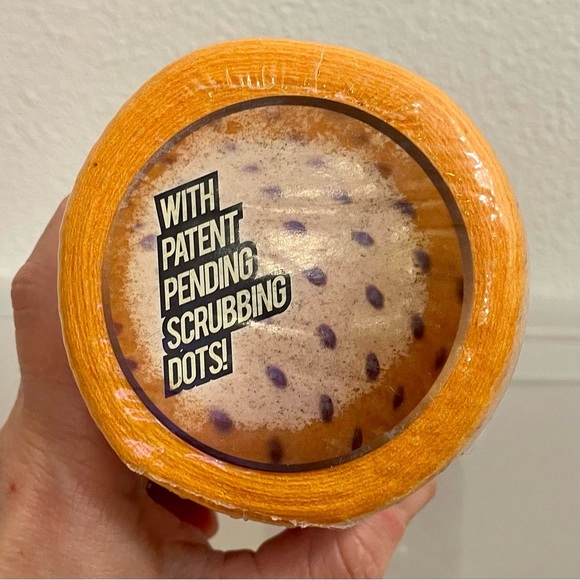 WITH
PATENT
PENDING
SCRUBBING
DOTS!